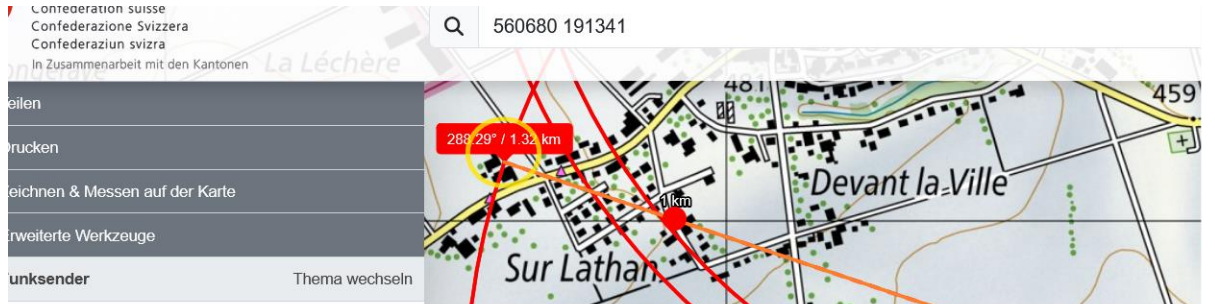 Confédération suisse
Confederazione Svizzera
Confederaziun svizra
In Zusammenarbeit mit den Kantonen
560680 191341
La Léchère
eilen
rucken
eichnen & Messen auf der Karte
rweiterte Werkzeuge
unksender
Thema wechseln
481
459
288.29° / 1.32 km
Devant la Ville
1 km
Sur Lathan